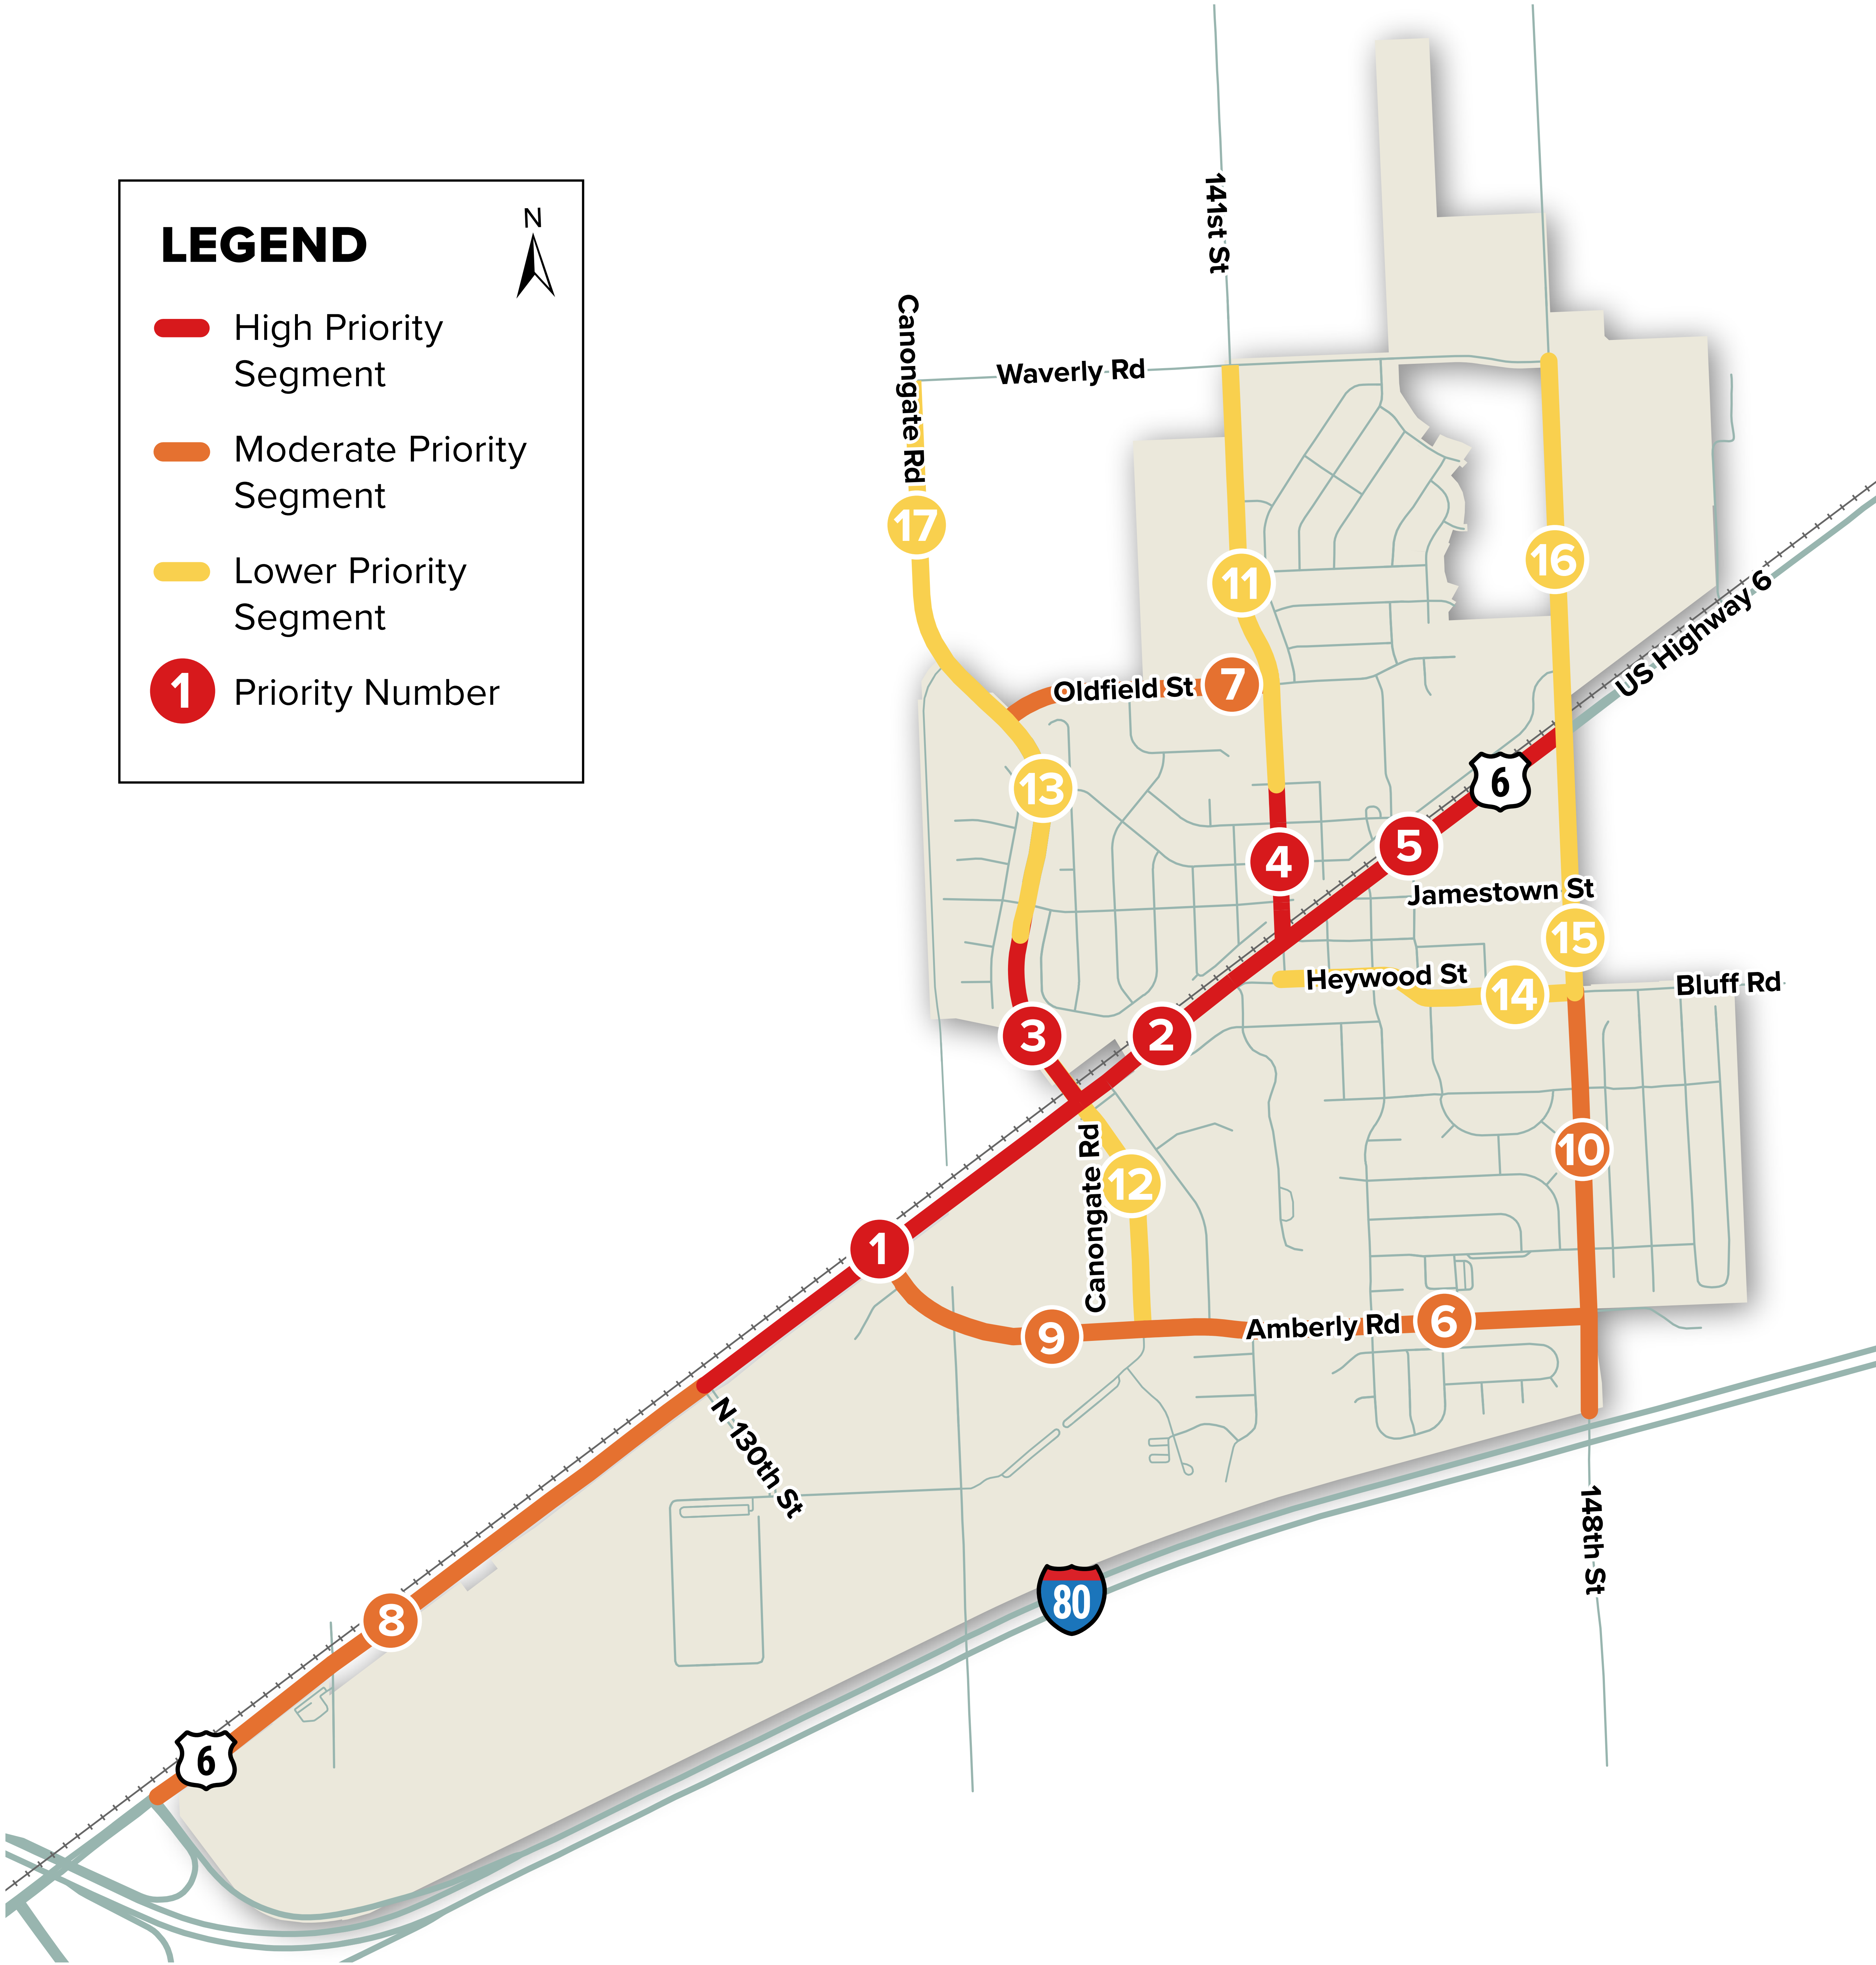 LEGEND
N
High Priority
Segment
Moderate Priority
Segment
Lower Priority
Segment
1 Priority Number
141st St
Canongate Rd
Waverly Rd
17
11
16
US Highway 6
Oldfield St
7
13
6
5
4
Jamestown St
15
Heywood St
14
Bluff Rd
3
2
10
Canongate Rd
12
1
9
Amberly Rd
6
N 130th St
148th St
80
8
6